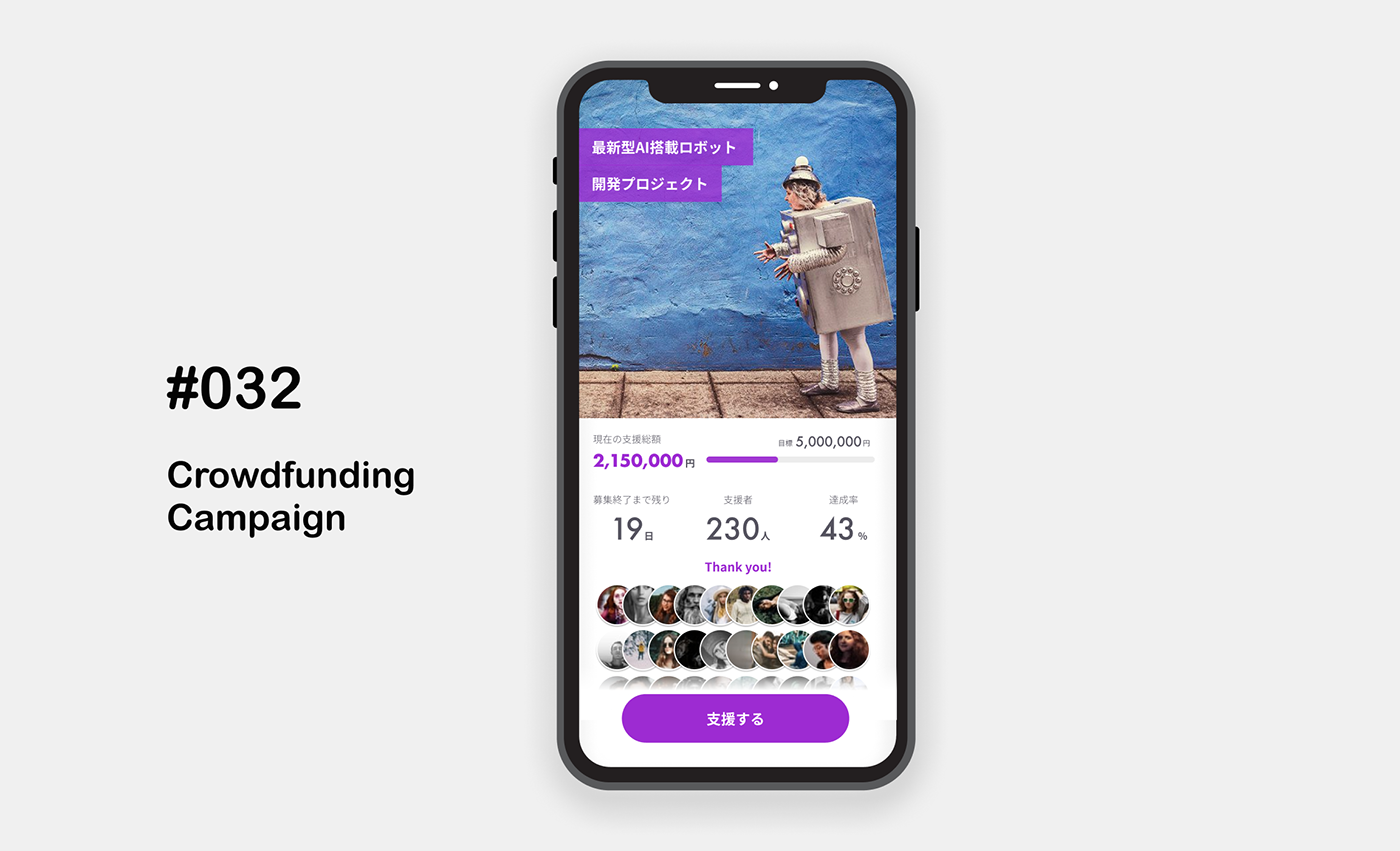 #032
Crowdfunding
Campaign
最新型AI搭載ロボット
開発プロジェクト
現在の支援総額
2,150,000円
目標 5,000,000円
募集終了まで残り
19日
支援者
230人
達成率
43%
Thank you!
支援する